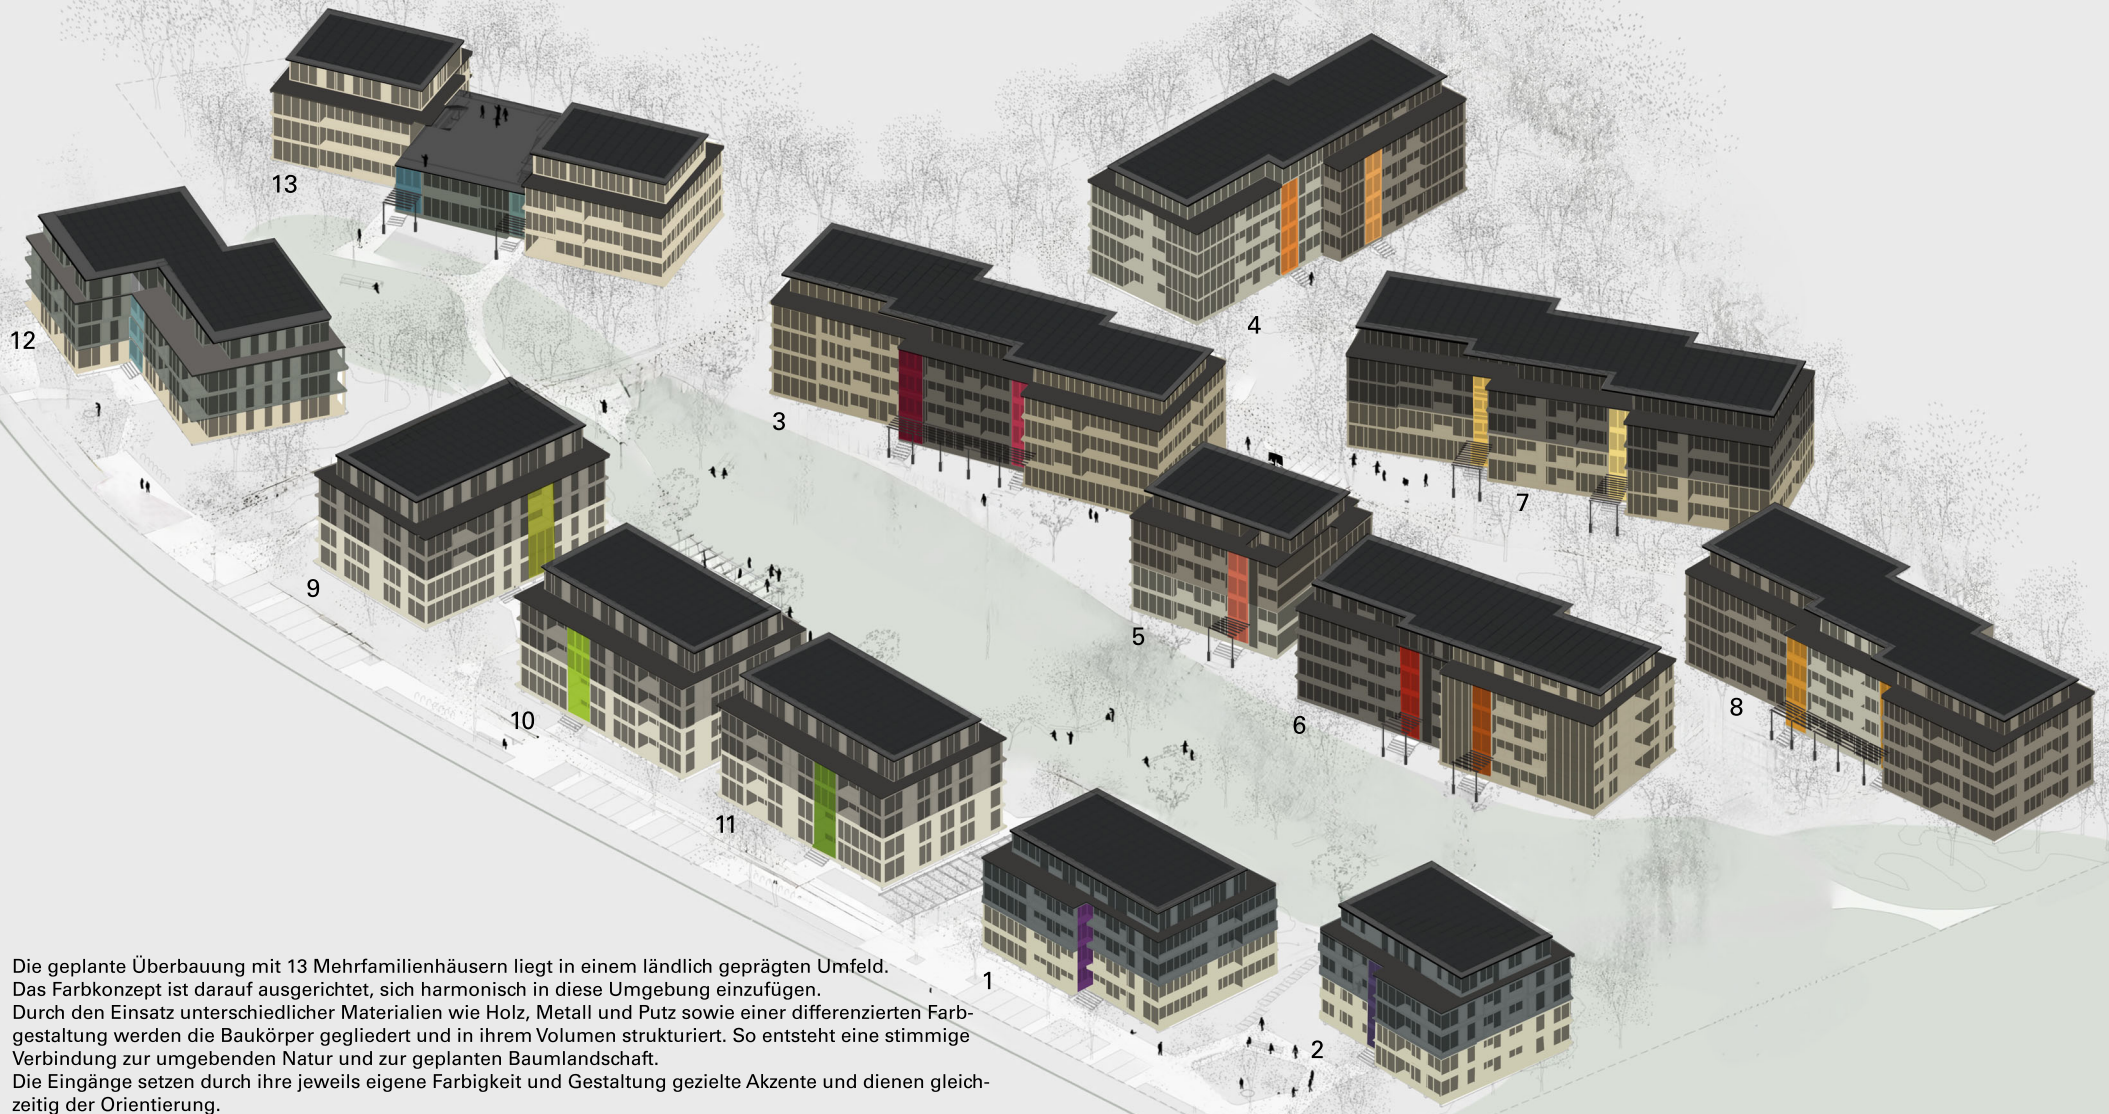 13
12
4
3
7
9
5
10
6
8
11
1
2
Die geplante Überbauung mit 13 Mehrfamilienhäusern liegt in einem ländlich geprägten Umfeld.
Das Farbkonzept ist darauf ausgerichtet, sich harmonisch in diese Umgebung einzufügen.
Durch den Einsatz unterschiedlicher Materialien wie Holz, Metall und Putz sowie einer differenzierten Farb-
gestaltung werden die Baukörper gegliedert und in ihrem Volumen strukturiert. So entsteht eine stimmige
Verbindung zur umgebenden Natur und zur geplanten Baumlandschaft.
Die Eingänge setzen durch ihre jeweils eigene Farbigkeit und Gestaltung gezielte Akzente und dienen gleich-
zeitig der Orientierung.